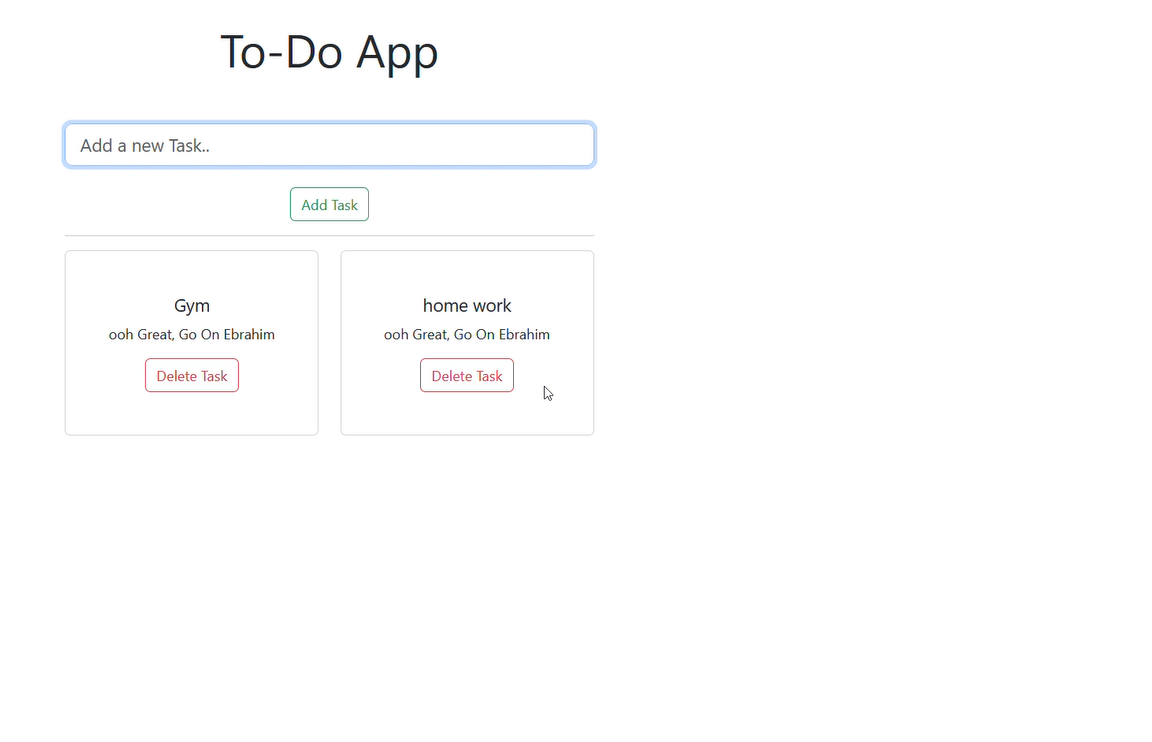 To-Do App
Add a new Task..
Add Task
Gym
ooh Great, Go On Ebrahim
Delete Task
home work
ooh Great, Go On Ebrahim
Delete Task